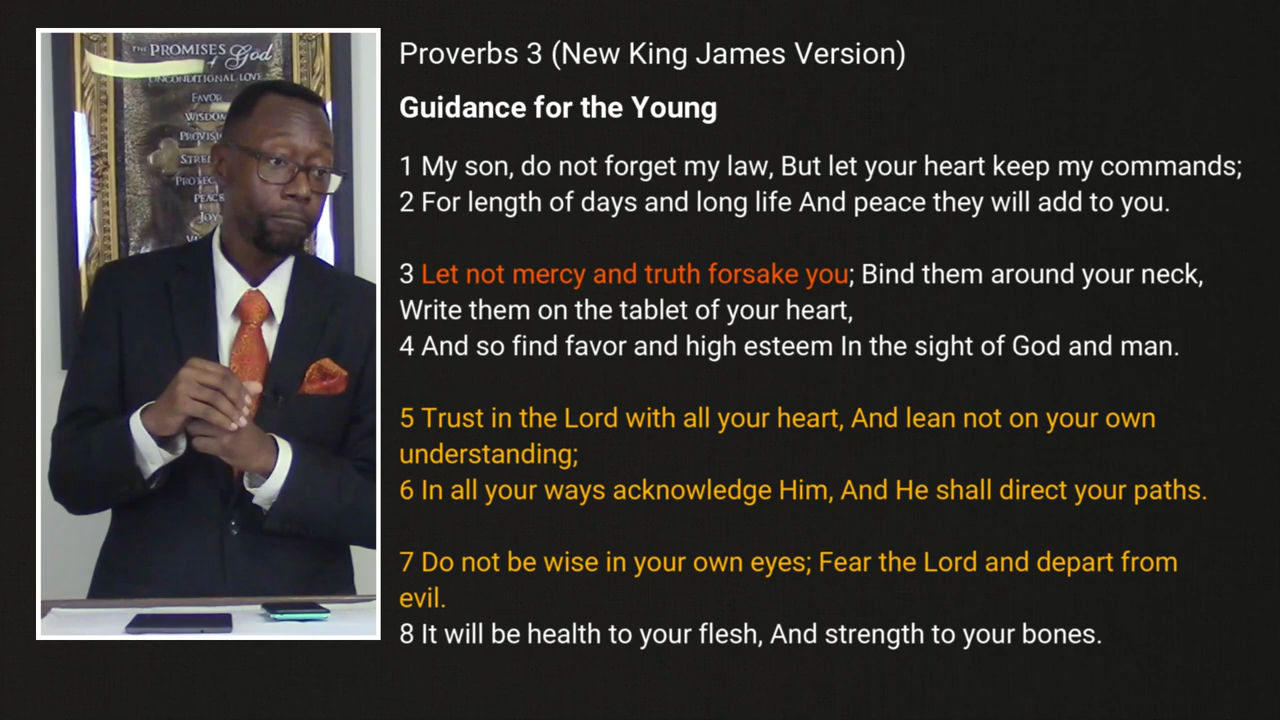 THE PROMISES
of God
UNCONDITIONAL LOVE
FAVOR
WISDOM
JOY
PEACE
Proverbs 3 (New King James Version)
Guidance for the Young
1 My son, do not forget my law, But let your heart keep my commands;
2 For length of days and long life And peace they will add to you.
3 Let not mercy and truth forsake you; Bind them around your neck,
Write them on the tablet of your heart,
4 And so find favor and high esteem In the sight of God and man.
5 Trust in the Lord with all your heart, And lean not on your own
understanding;
6 In all your ways acknowledge Him, And He shall direct your paths.
7 Do not be wise in your own eyes; Fear the Lord and depart from
evil.
8 It will be health to your flesh, And strength to your bones.